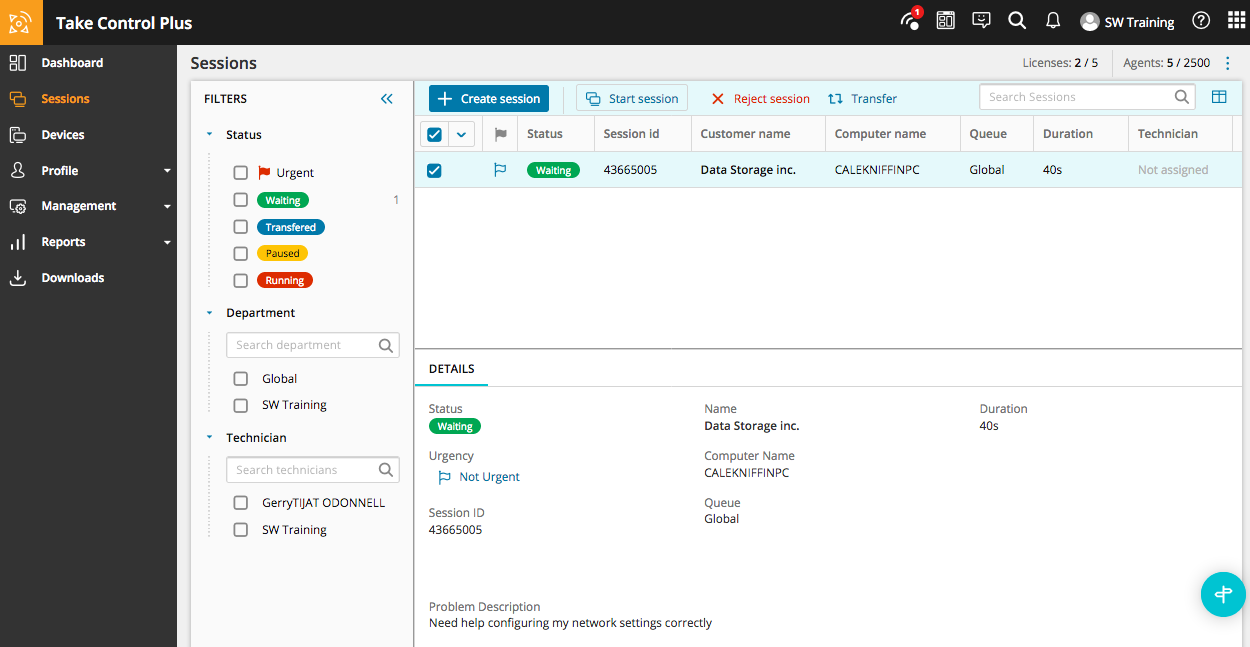 Take Control Plus
1
SW Training
Dashboard
Sessions
Devices
Profile
Management
Reports
Downloads
Sessions
Licenses: 2 / 5
Agents: 5 / 2500
FILTERS
Status
Urgent
Waiting 1
Transfered
Paused
Running
Department
Search department
Global
SW Training
Technician
Search technicians
GerryTIJAT ODONNELL
SW Training
Create session
Start session
Reject session
Transfer
Search Sessions
Status Session id Customer name Computer name Queue Duration Technician
Waiting 43665005 Data Storage inc. CALEKNIFFINPC Global 40s Not assigned
DETAILS
Status
Waiting
Urgency
Not Urgent
Session ID
43665005
Name
Data Storage inc.
Computer Name
CALEKNIFFINPC
Queue
Global
Duration
40s
Problem Description
Need help configuring my network settings correctly